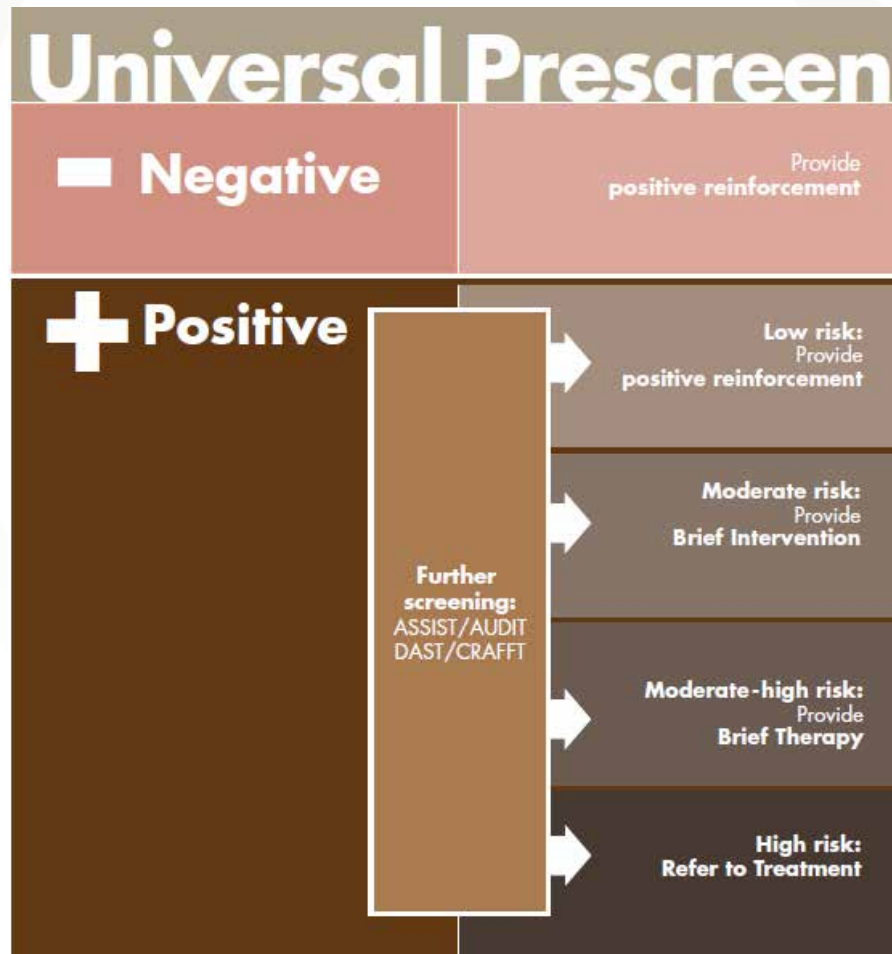 Universal Prescreen
Negative
Provide
positive reinforcement
Positive
Further
screening:
ASSIST/AUDIT
DAST/CRAFFT
Low risk:
Provide
positive reinforcement
Moderate risk:
Provide
Brief Intervention
Moderate-high risk:
Provide
Brief Therapy
High risk:
Refer to Treatment